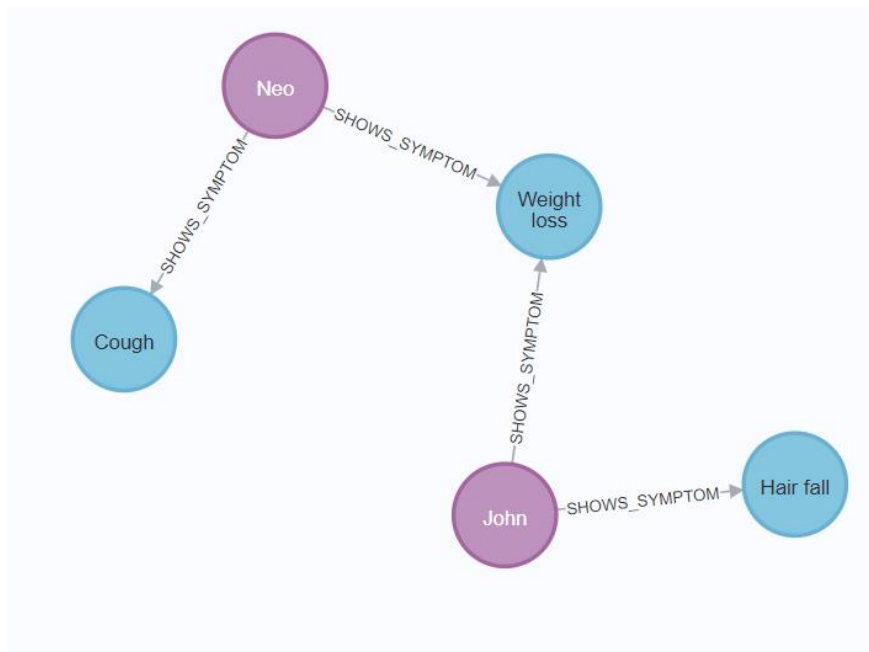 Neo
SHOWS_SYMPTOM
SHOWS_SYMPTOM
Weight
loss
Cough
SHOWS_SYMPTOM
John
SHOWS_SYMPTOM
Hair fall